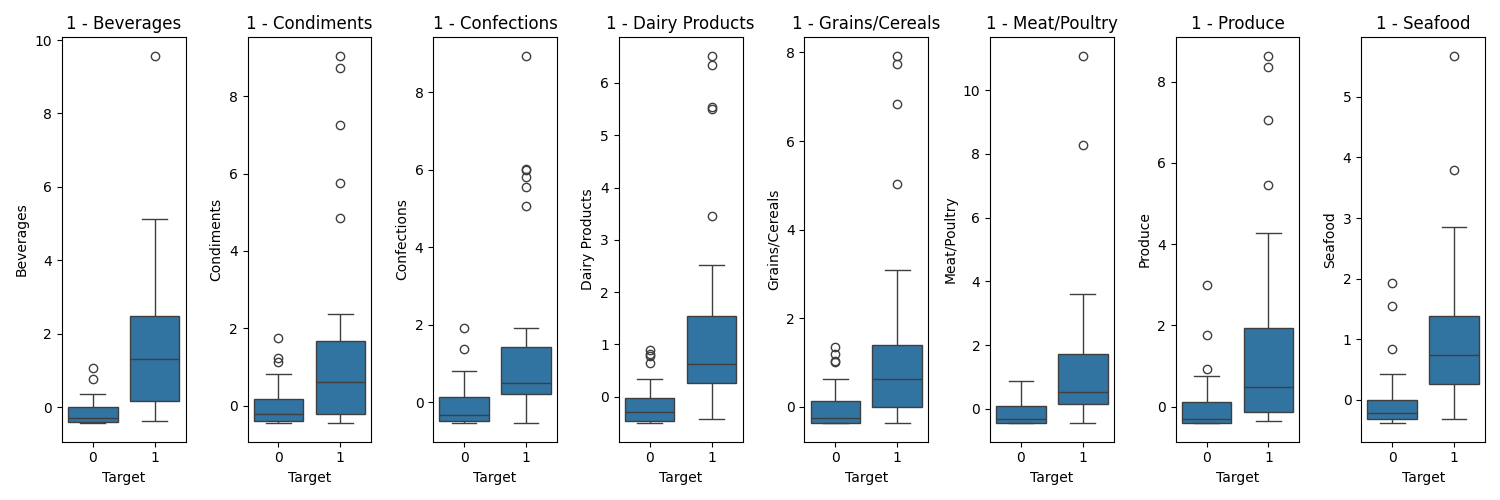 1 - Beverages
Beverages
10
8
6
4
2
0
0 1
Target
1 - Condiments
Condiments
8
6
4
2
0
0 1
Target
1 - Confections
Confections
8
6
4
2
0
0 1
Target
1 - Dairy Products
Dairy Products
6
5
4
3
2
1
0
0 1
Target
1 - Grains/Cereals
Grains/Cereals
8
6
4
2
0
0 1
Target
1 - Meat/Poultry
Meat/Poultry
10
8
6
4
2
0
0 1
Target
1 - Produce
Produce
8
6
4
2
0
0 1
Target
1 - Seafood
Seafood
5
4
3
2
1
0
0 1
Target